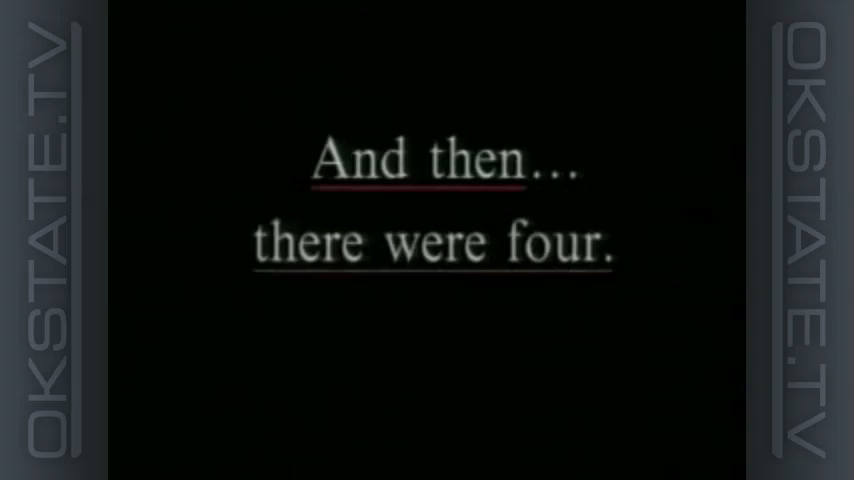 OKSTATE.TV
And then...
there were four.
OKSTATE.TV